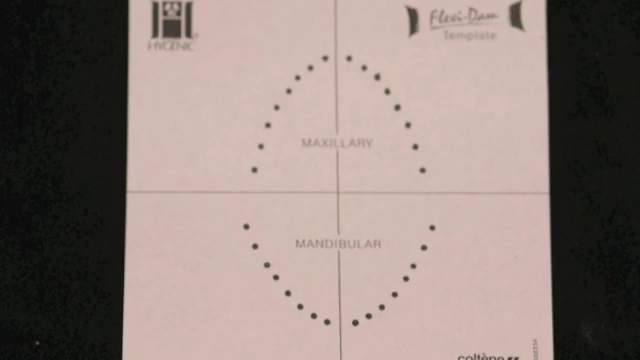 HYGENIC
Flexi-Dam
Template
MAXILLARY
MANDIBULAR
coltène